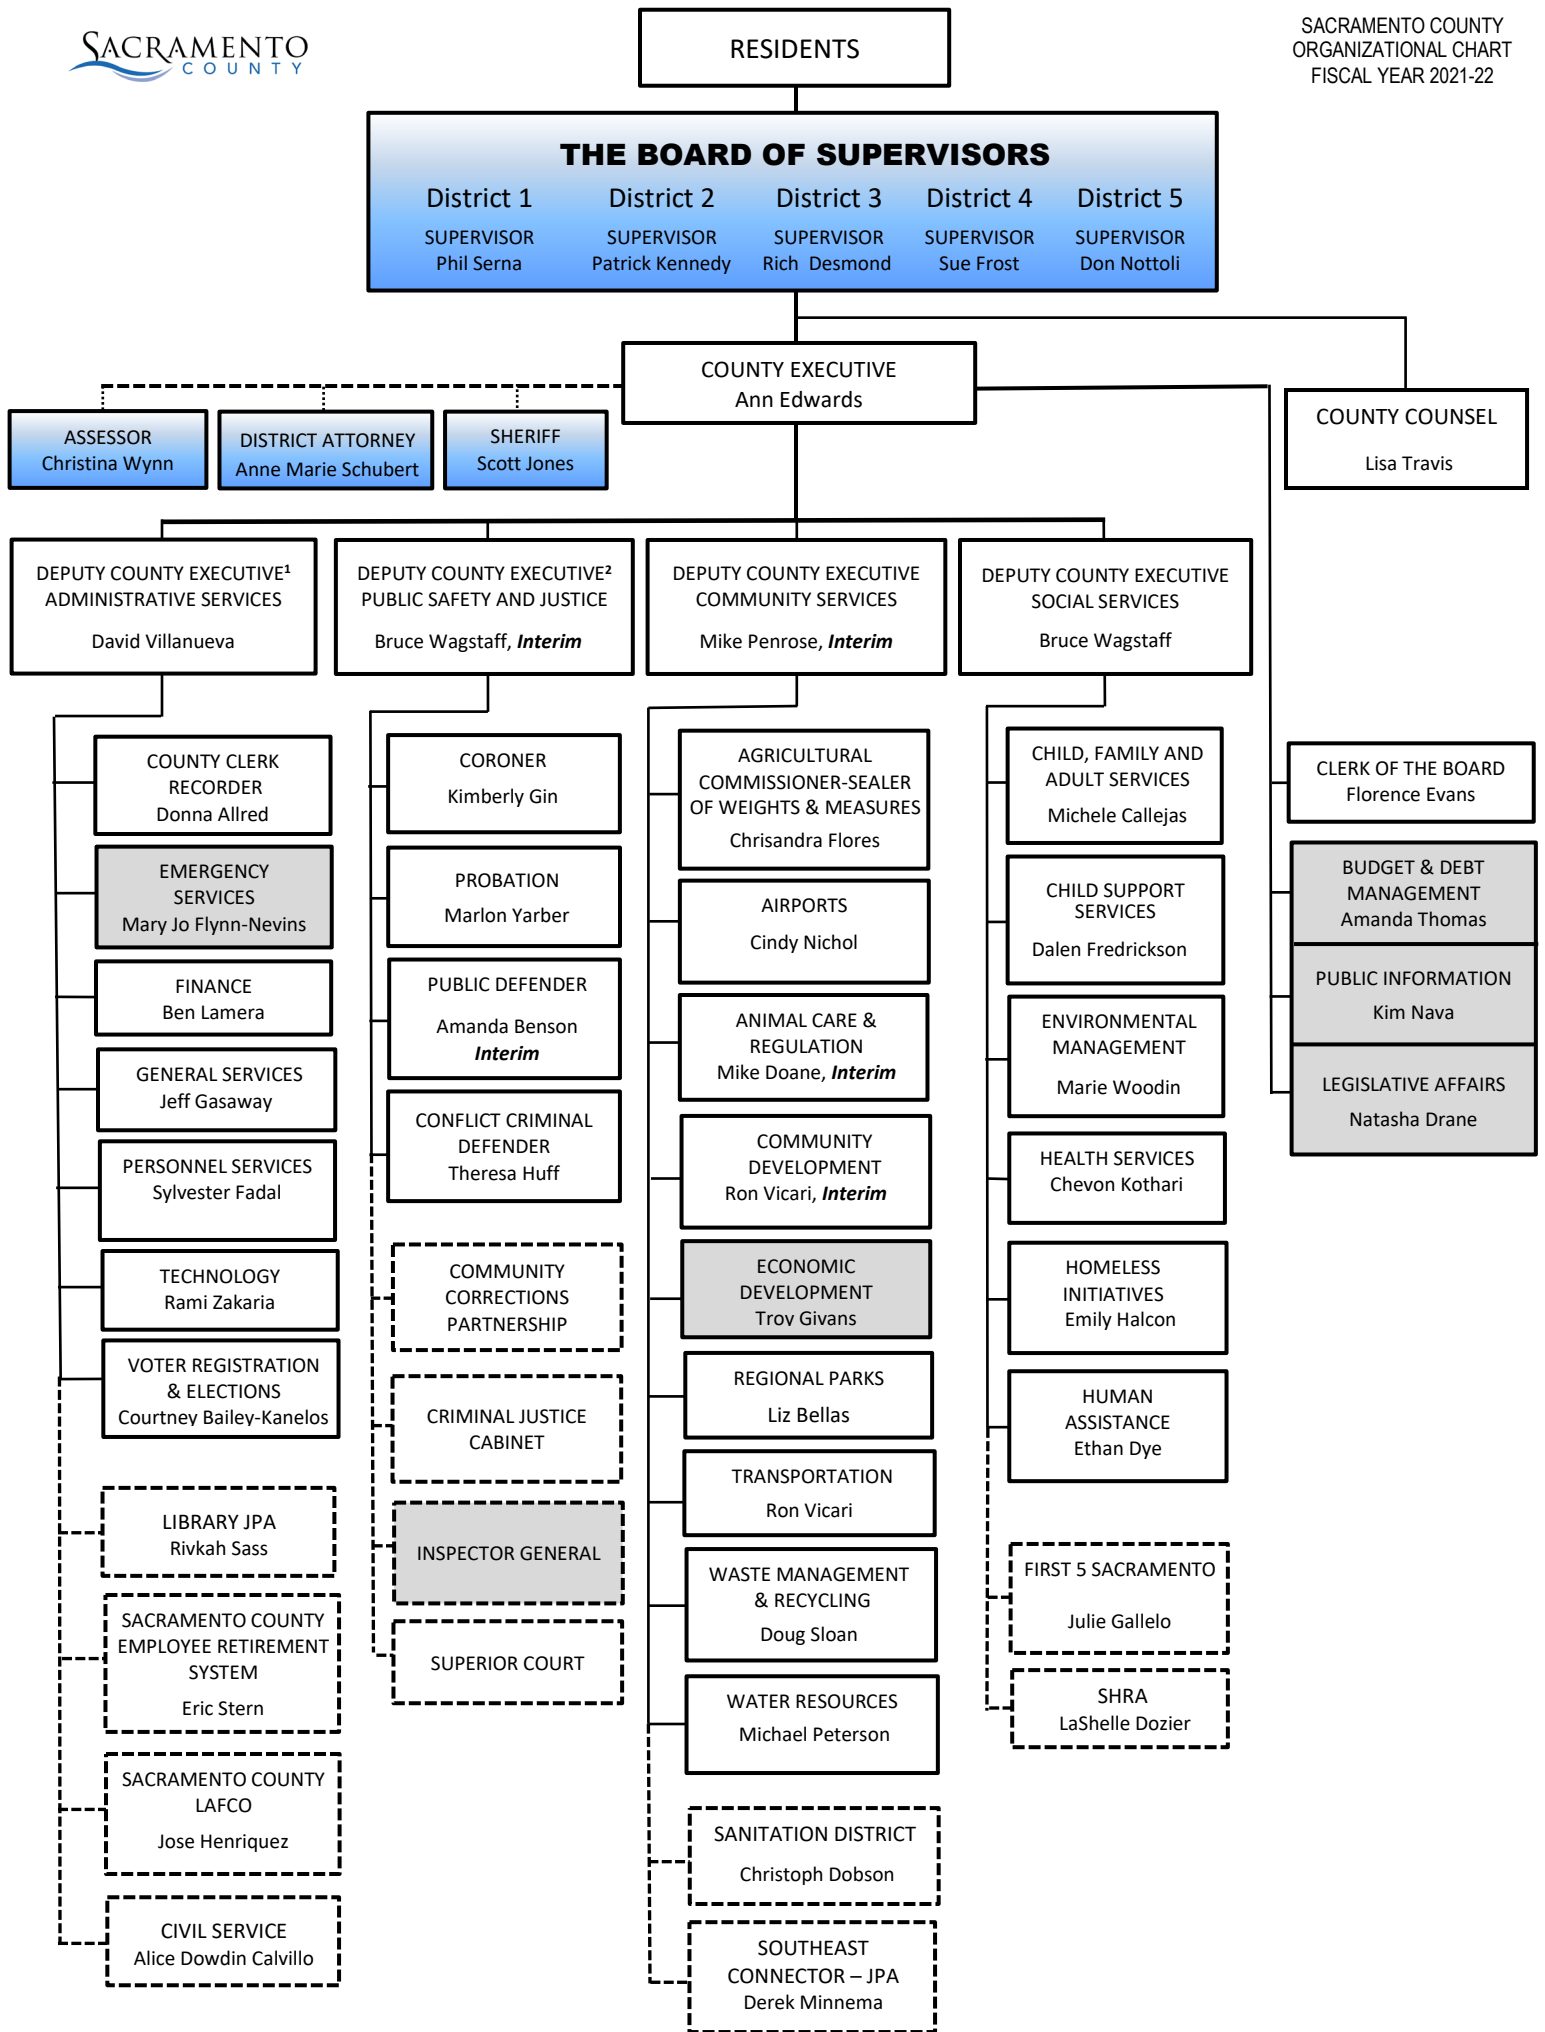 SACRAMENTO
COUNTY
RESIDENTS
SACRAMENTO COUNTY
ORGANIZATIONAL CHART
FISCAL YEAR 2021-22
THE BOARD OF SUPERVISORS
District 1
SUPERVISOR
Phil Serna
District 2
SUPERVISOR
Patrick Kennedy
District 3
SUPERVISOR
Rich Desmond
District 4
SUPERVISOR
Sue Frost
District 5
SUPERVISOR
Don Nottoli
COUNTY EXECUTIVE
Ann Edwards
COUNTY COUNSEL
Lisa Travis
ASSESSOR
Christina Wynn
DISTRICT ATTORNEY
Anne Marie Schubert
SHERIFF
Scott Jones
DEPUTY COUNTY EXECUTIVE¹
ADMINISTRATIVE SERVICES
David Villanueva
DEPUTY COUNTY EXECUTIVE²
PUBLIC SAFETY AND JUSTICE
Bruce Wagstaff, Interim
DEPUTY COUNTY EXECUTIVE
COMMUNITY SERVICES
Mike Penrose, Interim
DEPUTY COUNTY EXECUTIVE
SOCIAL SERVICES
Bruce Wagstaff
COUNTY CLERK
RECORDER
Donna Allred
EMERGENCY
SERVICES
Mary Jo Flynn-Nevins
FINANCE
Ben Lamera
GENERAL SERVICES
Jeff Gasaway
PERSONNEL SERVICES
Sylvester Fadal
TECHNOLOGY
Rami Zakaria
VOTER REGISTRATION
& ELECTIONS
Courtney Bailey-Kanelos
LIBRARY JPA
Rivkah Sass
SACRAMENTO COUNTY
EMPLOYEE RETIREMENT
SYSTEM
Eric Stern
SACRAMENTO COUNTY
LAFCO
Jose Henriquez
CIVIL SERVICE
Alice Dowdin Calvillo
CORONER
Kimberly Gin
PROBATION
Marlon Yarber
PUBLIC DEFENDER
Amanda Benson
Interim
CONFLICT CRIMINAL
DEFENDER
Theresa Huff
COMMUNITY
CORRECTIONS
PARTNERSHIP
CRIMINAL JUSTICE
CABINET
INSPECTOR GENERAL
SUPERIOR COURT
AGRICULTURAL
COMMISSIONER-SEALER
OF WEIGHTS & MEASURES
Chrisandra Flores
AIRPORTS
Cindy Nichol
ANIMAL CARE &
REGULATION
Mike Doane, Interim
COMMUNITY
DEVELOPMENT
Ron Vicari, Interim
ECONOMIC
DEVELOPMENT
Troy Givans
REGIONAL PARKS
Liz Bellas
TRANSPORTATION
Ron Vicari
WASTE MANAGEMENT
& RECYCLING
Doug Sloan
WATER RESOURCES
Michael Peterson
SANITATION DISTRICT
Christoph Dobson
SOUTHEAST
CONNECTOR – JPA
Derek Minnema
CHILD, FAMILY AND
ADULT SERVICES
Michele Callejas
CHILD SUPPORT
SERVICES
Dalen Fredrickson
ENVIRONMENTAL
MANAGEMENT
Marie Woodin
HEALTH SERVICES
Chevon Kothari
HOMELESS
INITIATIVES
Emily Halcon
HUMAN
ASSISTANCE
Ethan Dye
FIRST 5 SACRAMENTO
Julie Gallelo
SHRA
LaShelle Dozier
CLERK OF THE BOARD
Florence Evans
BUDGET & DEBT
MANAGEMENT
Amanda Thomas
PUBLIC INFORMATION
Kim Nava
LEGISLATIVE AFFAIRS
Natasha Drane